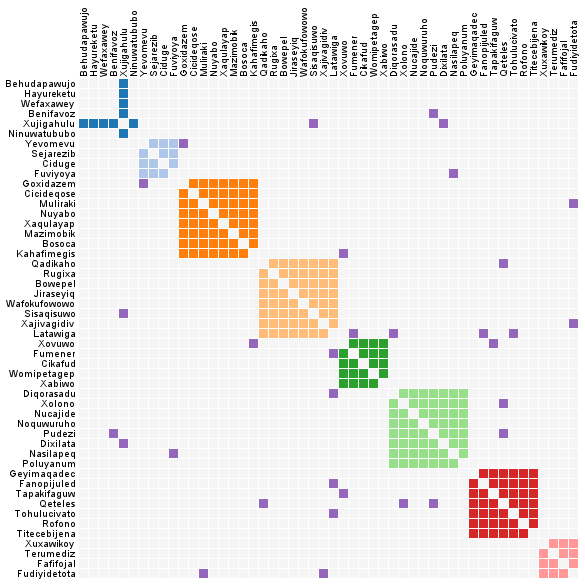 Behudapawujo
Hayureketu
Wefaxawey
Benifavoz
Xujigahulu
Ninuwatububo
Yevomevu
Sejarezib
Ciduge
Fuviyoya
Goxidazem
Cicideqose
Muliraki
Nuyabo
Xaqulayap
Mazimobik
Bosoca
Kahafimegis
Qadikaho
Rugixa
Bowepel
Jiraseyiq
Wafokufowowo
Sisaqisuwo
Xajivagidiv
Latawiga
Xovuwo
Fumener
Cikafud
Womipetagep
Xabiwo
Diqorasadu
Xolono
Nucajide
Noquwuruho
Pudezi
Dixilata
Nasilapeq
Poluyanum
Geyimaqadec
Fanopijuled
Tapakifaguw
Qeteles
Tohulucivato
Rofono
Titecebijena
Xuxawikoy
Terumediz
Fafifojal
Fudiyidetota
Behudapawujo
Hayureketu
Wefaxawey
Benifavoz
Xujigahulu
Ninuwatububo
Yevomevu
Sejarezib
Ciduge
Fuviyoya
Goxidazem
Cicideqose
Muliraki
Nuyabo
Xaqulayap
Mazimobik
Bosoca
Kahafimegis
Qadikaho
Rugixa
Bowepel
Jiraseyiq
Wafokufowowo
Sisaqisuwo
Xajivagidiv
Latawiga
Xovuwo
Fumener
Cikafud
Womipetagep
Xabiwo
Diqorasadu
Xolono
Nucajide
Noquwuruho
Pudezi
Dixilata
Nasilapeq
Poluyanum
Geyimaqadec
Fanopijuled
Tapakifaguw
Qeteles
Tohulucivato
Rofono
Titecebijena
Xuxawikoy
Terumediz
Fafifojal
Fudiyidetota